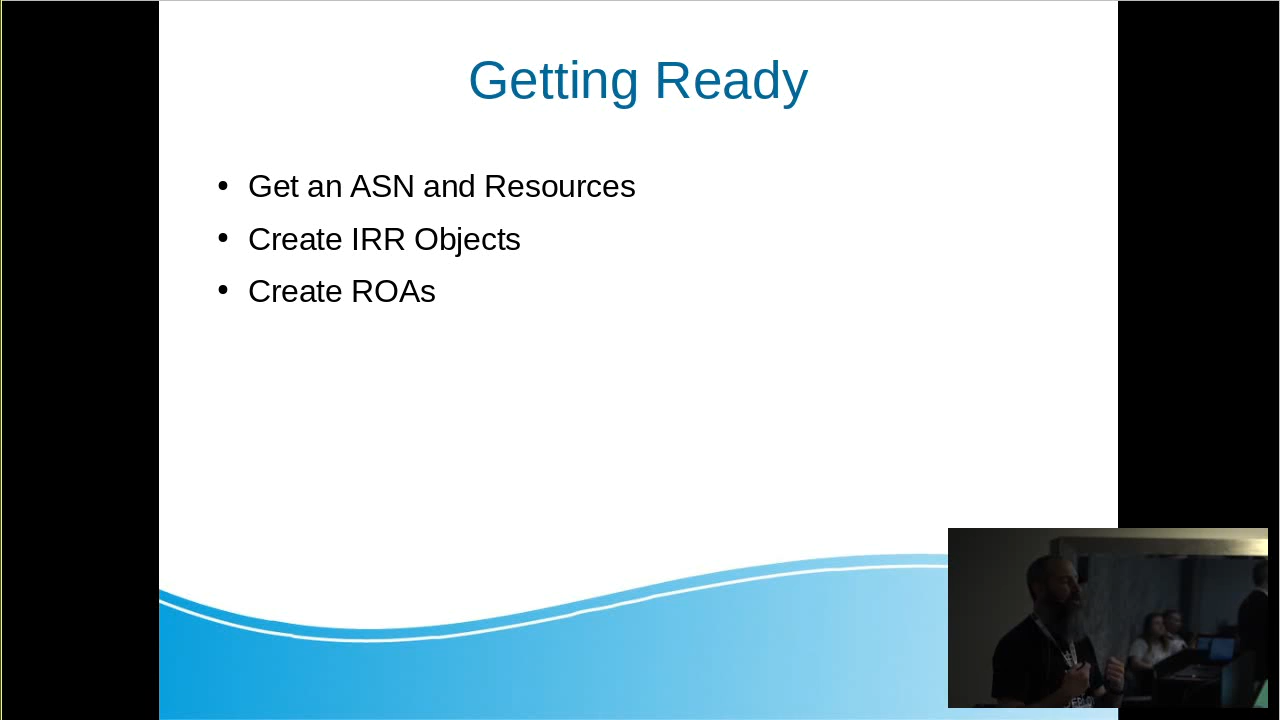 Getting Ready
• Get an ASN and Resources
• Create IRR Objects
• Create ROAs